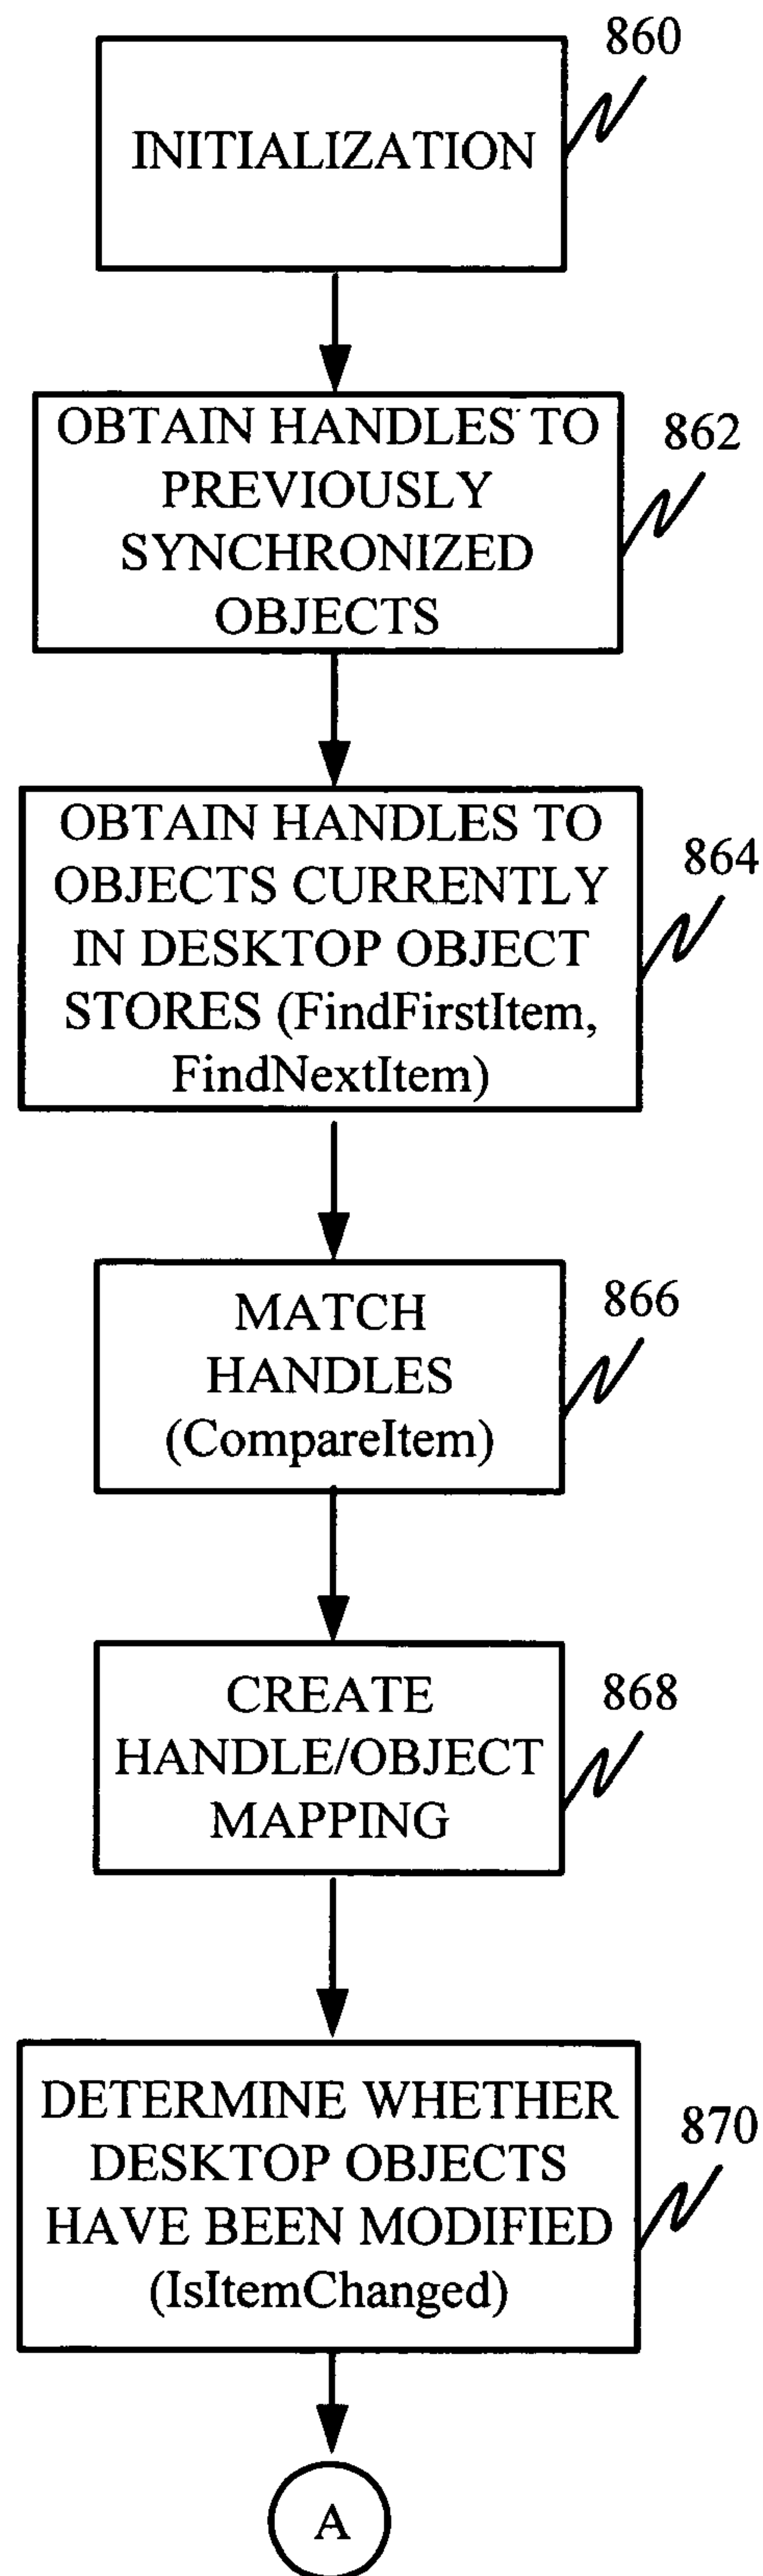 860
INITIALIZATION
OBTAIN HANDLES TO
PREVIOUSLY
SYNCHRONIZED
OBJECTS
862
OBTAIN HANDLES TO
OBJECTS CURRENTLY
IN DESKTOP OBJECT
STORES (FindFirstItem,
FindNextItem)
864
MATCH
HANDLES
(CompareItem)
866
CREATE
HANDLE/OBJECT
MAPPING
868
DETERMINE WHETHER
DESKTOP OBJECTS
HAVE BEEN MODIFIED
(IsItemChanged)
870
A